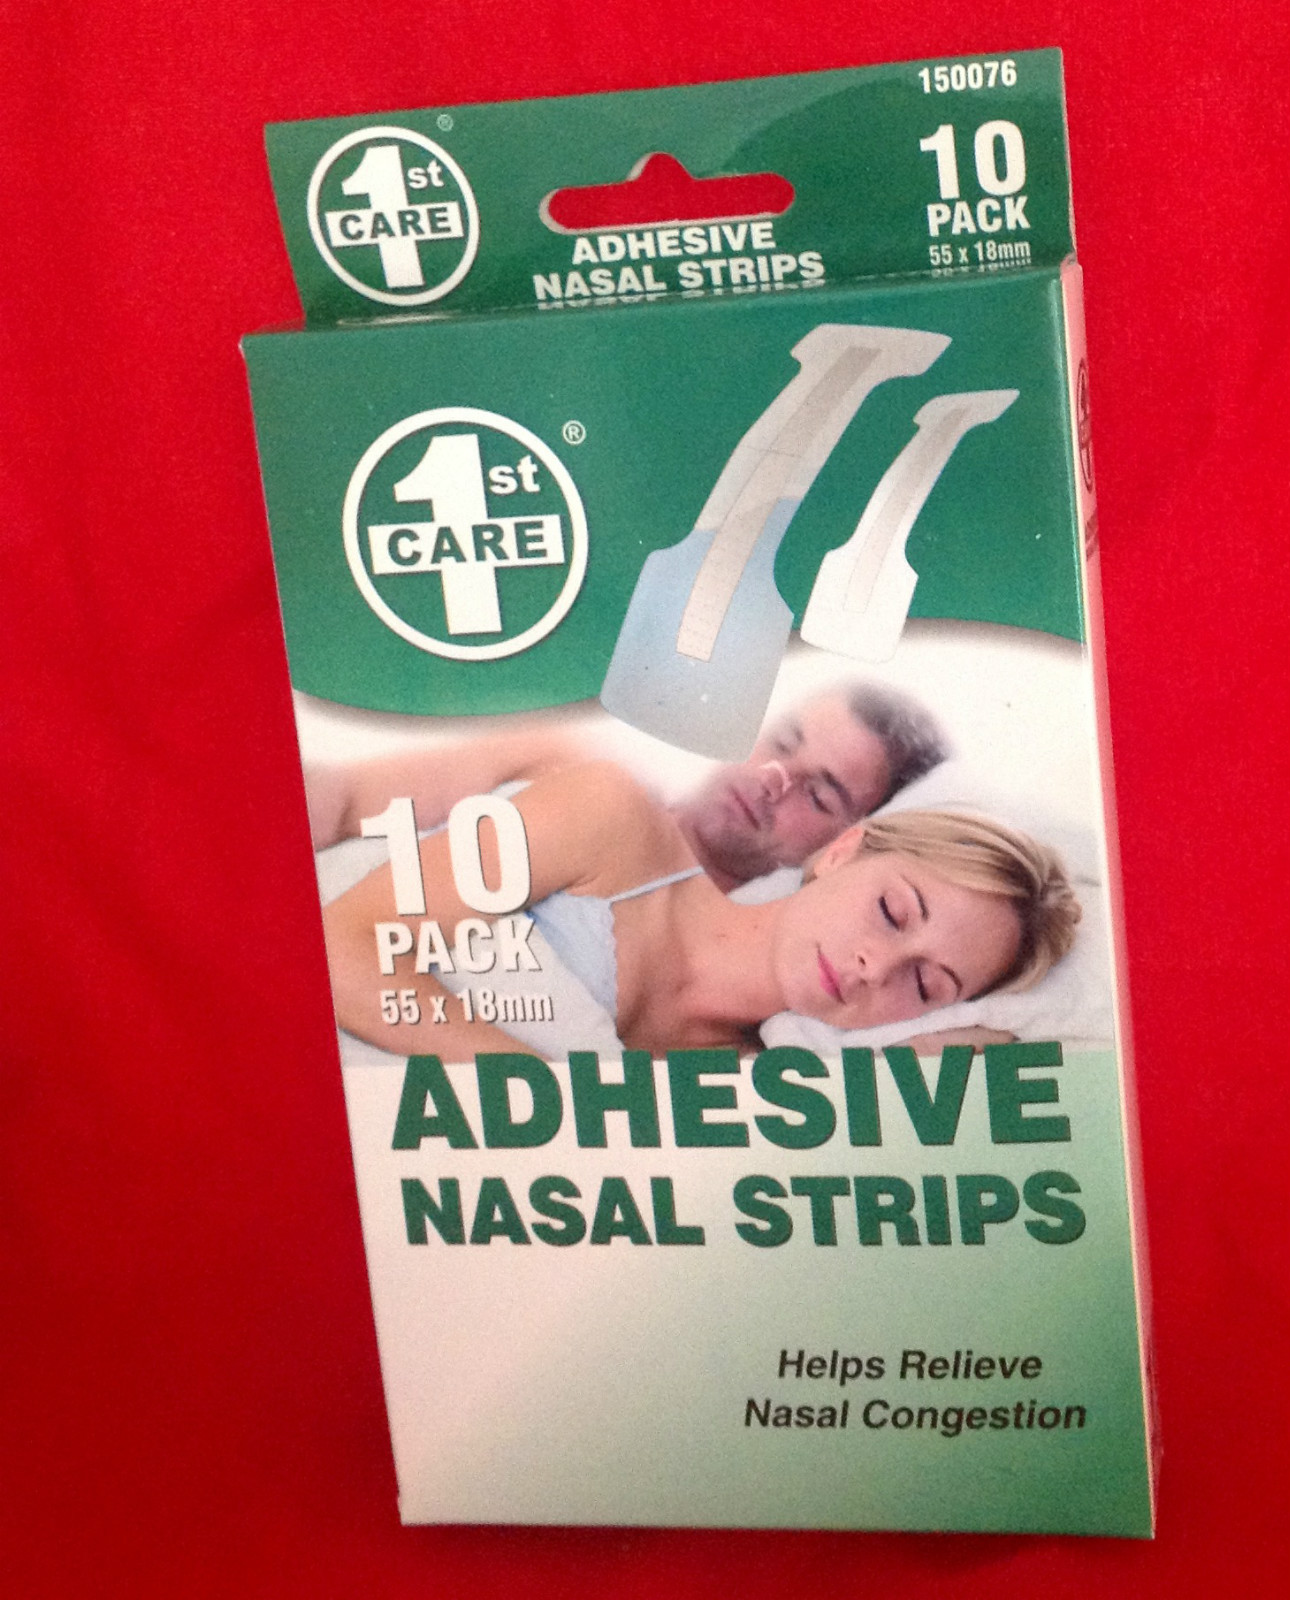 150076
®
1st
CARE
10
PACK
55 x 18mm
ADHESIVE
NASAL STRIPS
®
1st
CARE
10
PACK
55 x 18mm
ADHESIVE
NASAL STRIPS
Helps Relieve
Nasal Congestion